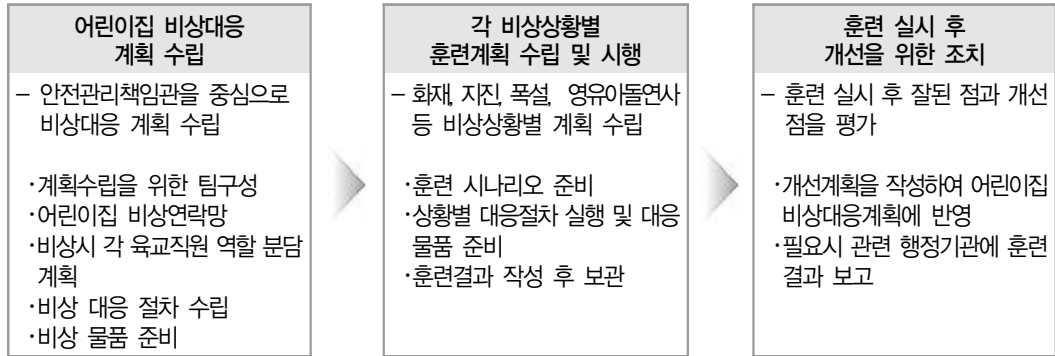 어린이집 비상대응
계획 수립
– 안전관리책임관을 중심으로
비상대응 계획 수립
·계획수립을 위한 팀구성
·어린이집 비상연락망
·비상시 각 육교직원 역할 분담
계획
·비상 대응 절차 수립
·비상 물품 준비
각 비상상황별
훈련계획 수립 및 시행
– 화재, 지진, 폭설, 영유아돌연사
등 비상상황별 계획 수립
·훈련 시나리오 준비
·상황별 대응절차 실행 및 대응
물품 준비
·훈련결과 작성 후 보관
훈련 실시 후
개선을 위한 조치
– 훈련 실시 후 잘된 점과 개선
점을 평가
·개선계획을 작성하여 어린이집
비상대응계획에 반영
·필요시 관련 행정기관에 훈련
결과 보고